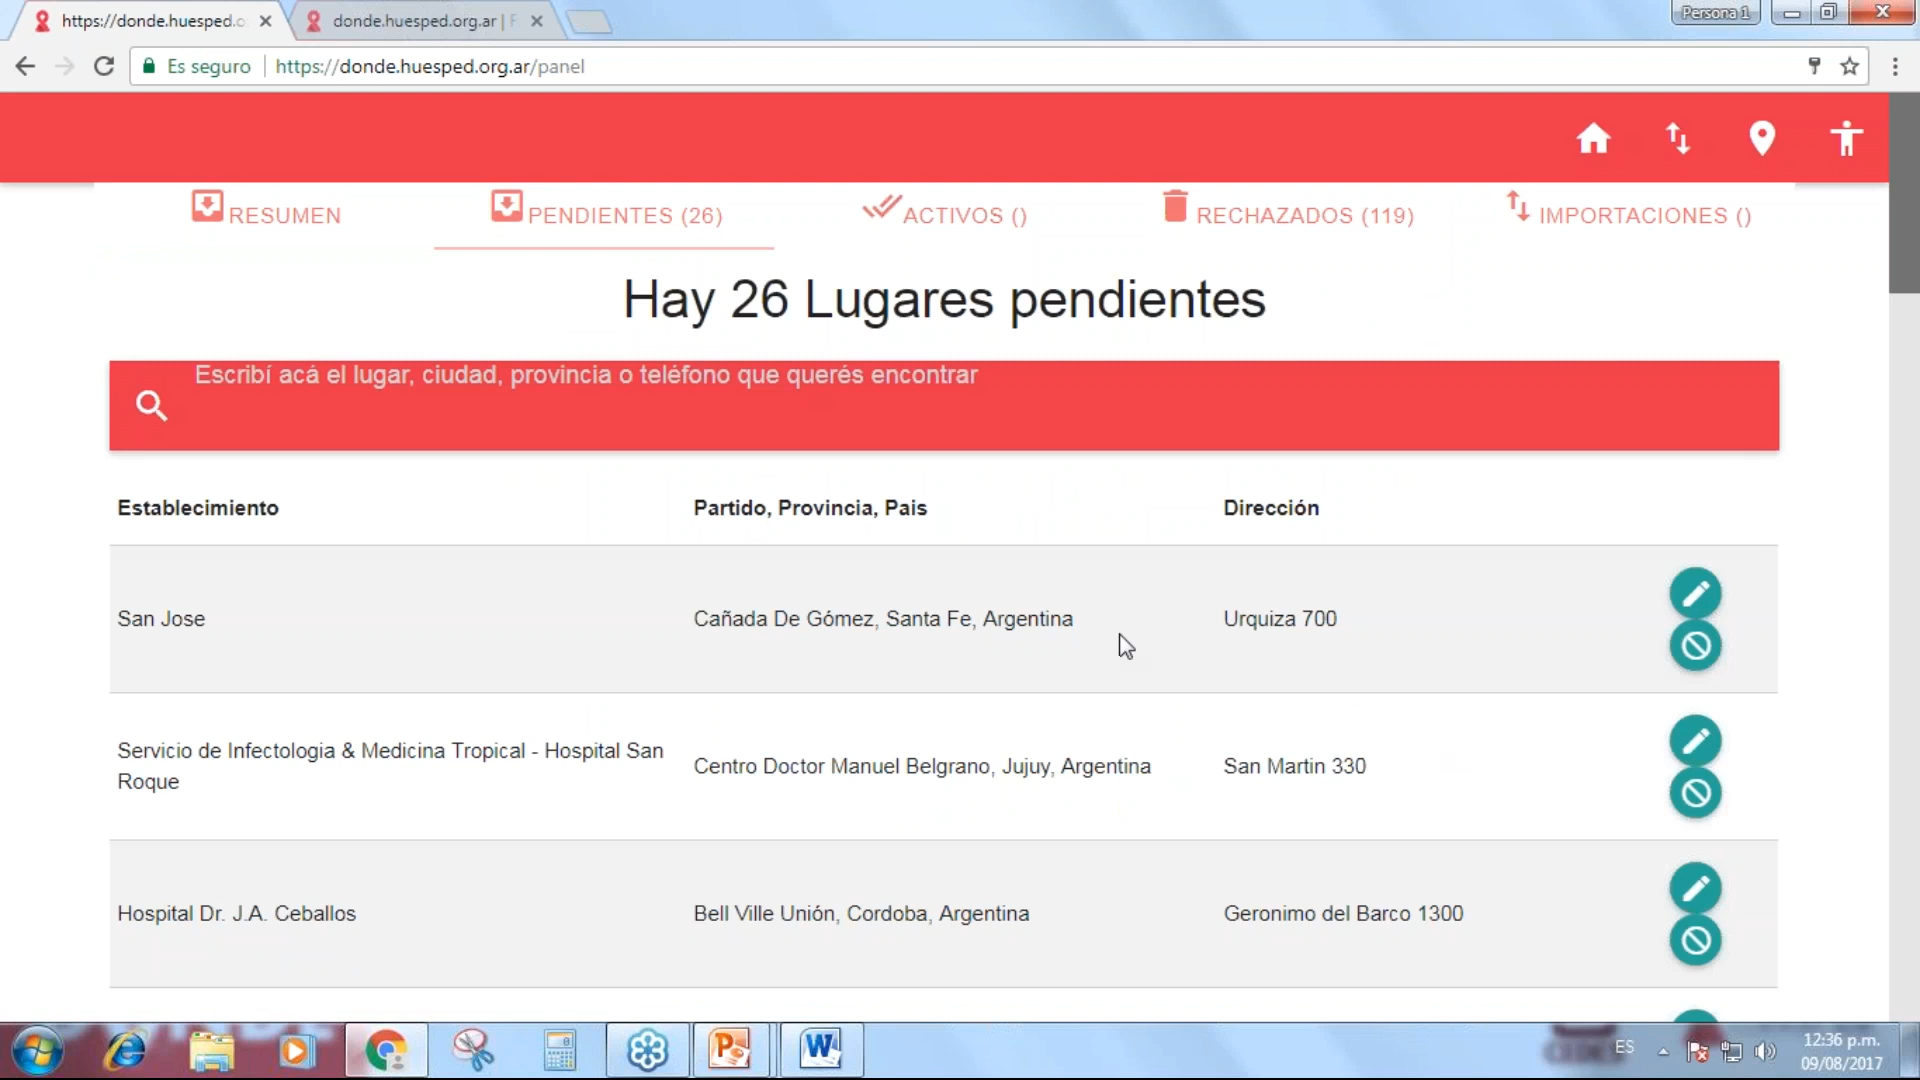 https://donde.huesped.o
donde.huesped.org.ar | F
Persona 1
Es seguro
https://donde.huesped.org.ar/panel
RESUMEN
PENDIENTES (26)
ACTIVOS ()
RECHAZADOS (119)
IMPORTACIONES ()
Hay 26 Lugares pendientes
Escribí acá el lugar, ciudad, provincia o teléfono que querés encontrar
Establecimiento
Partido, Provincia, Pais
Dirección
San Jose
Cañada De Gómez, Santa Fe, Argentina
Urquiza 700
Servicio de Infectologia & Medicina Tropical - Hospital San
Roque
Centro Doctor Manuel Belgrano, Jujuy, Argentina
San Martin 330
Hospital Dr. J.A. Ceballos
Bell Ville Unión, Cordoba, Argentina
Geronimo del Barco 1300
ES
12:36 p.m.
09/08/2017